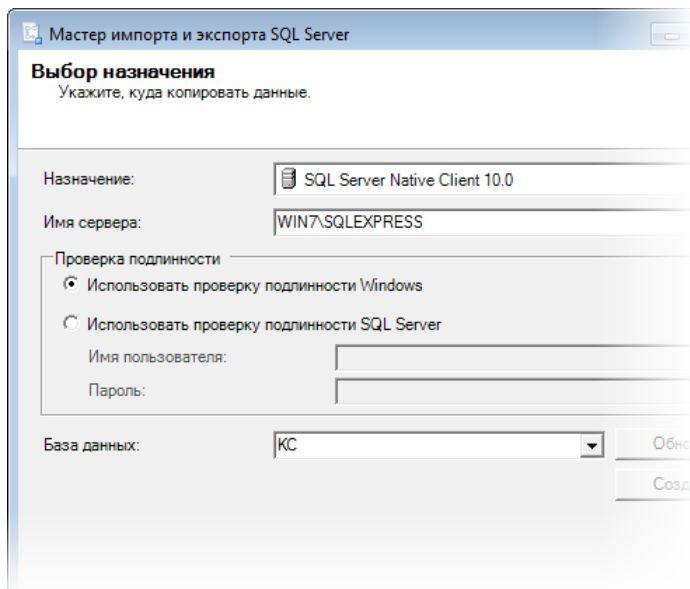 Мастер импорта и экспорта SQL Server
Выбор назначения
Укажите, куда копировать данные.
Назначение:
SQL Server Native Client 10.0
Имя сервера:
WIN7\SQLEXPRESS
Проверка подлинности
Использовать проверку подлинности Windows
Использовать проверку подлинности SQL Server
Имя пользователя:
Пароль:
База данных:
КС
Обно
Созд